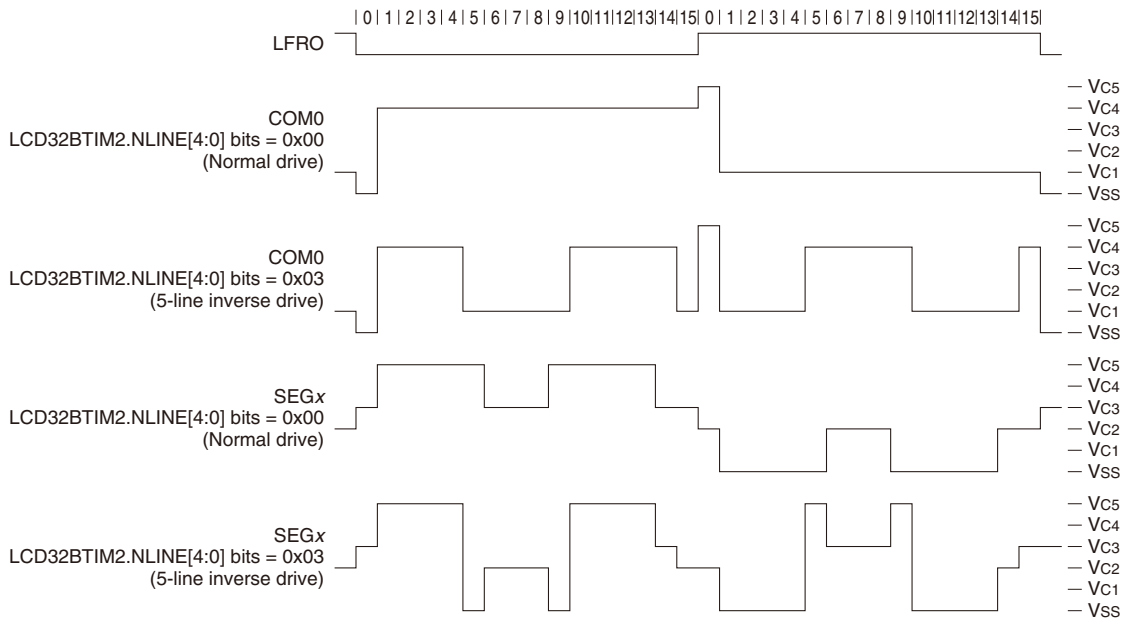 | 0 | 1 | 2 | 3 | 4 | 5 | 6 | 7 | 8 | 9 |10|11|12|13|14|15| 0 | 1 | 2 | 3 | 4 | 5 | 6 | 7 | 8 | 9 |10|11|12|13|14|15|
LFRO
COM0
LCD32BTIM2.NLINE[4:0] bits = 0x00
(Normal drive)
VC5
VC4
VC3
VC2
VC1
VSS
COM0
LCD32BTIM2.NLINE[4:0] bits = 0x03
(5-line inverse drive)
VC5
VC4
VC3
VC2
VC1
VSS
SEGx
LCD32BTIM2.NLINE[4:0] bits = 0x00
(Normal drive)
VC5
VC4
VC3
VC2
VC1
VSS
SEGx
LCD32BTIM2.NLINE[4:0] bits = 0x03
(5-line inverse drive)
VC5
VC4
VC3
VC2
VC1
VSS